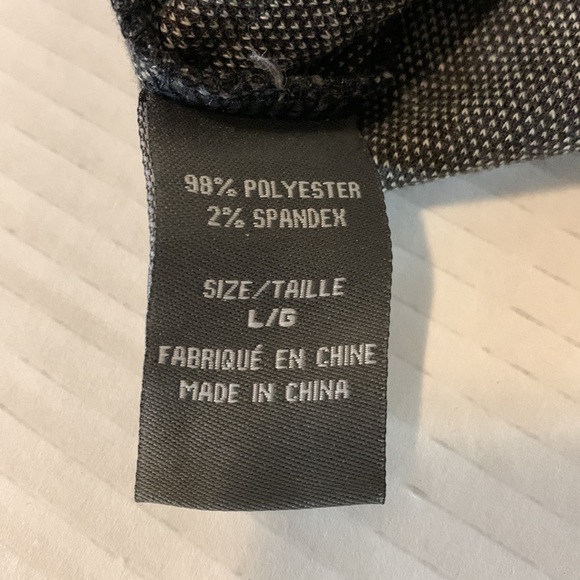 98% POLYESTER
2% SPANDEX
SIZE/TAILLE
L/G
FABRIQUÉ EN CHINE
MADE IN CHINA